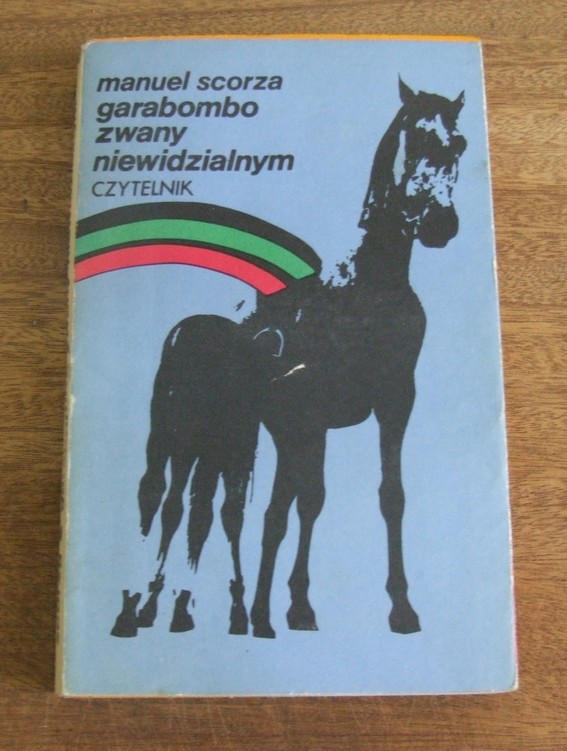 manuel scorza
garabombo
zwany
niewidzialnym
CZYTELNIK